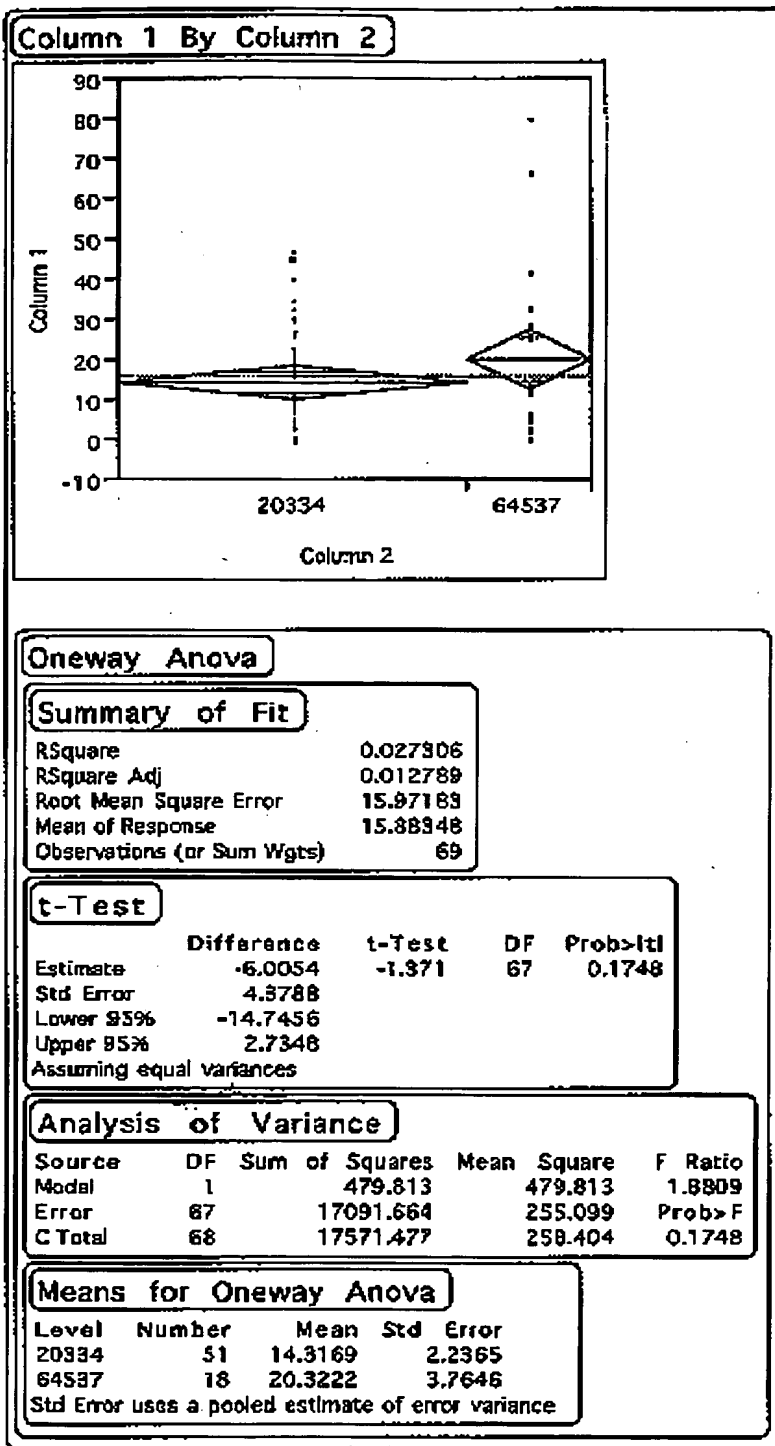 Column 1 By Column 2
90
80
70
60
50
40
30
20
10
0
-10
Column 1
20334 64537
Column 2
Oneway Anova
Summary of Fit
RSquare 0.027306
RSquare Adj 0.012789
Root Mean Square Error 15.97183
Mean of Response 15.88348
Observations (or Sum Wgts) 69
t-Test
Difference t-Test DF Prob>|t|
Estimate -6.0054 -1.371 67 0.1748
Std Error 4.3788
Lower 95% -14.7456
Upper 95% 2.7348
Assuming equal variances
Analysis of Variance
Source DF Sum of Squares Mean Square F Ratio
Model 1 479.813 479.813 1.8809
Error 67 17091.664 255.099 Prob>F
C Total 68 17571.477 258.404 0.1748
Means for Oneway Anova
Level Number Mean Std Error
20334 51 14.3169 2.2365
64537 18 20.3222 3.7646
Std Error uses a pooled estimate of error variance